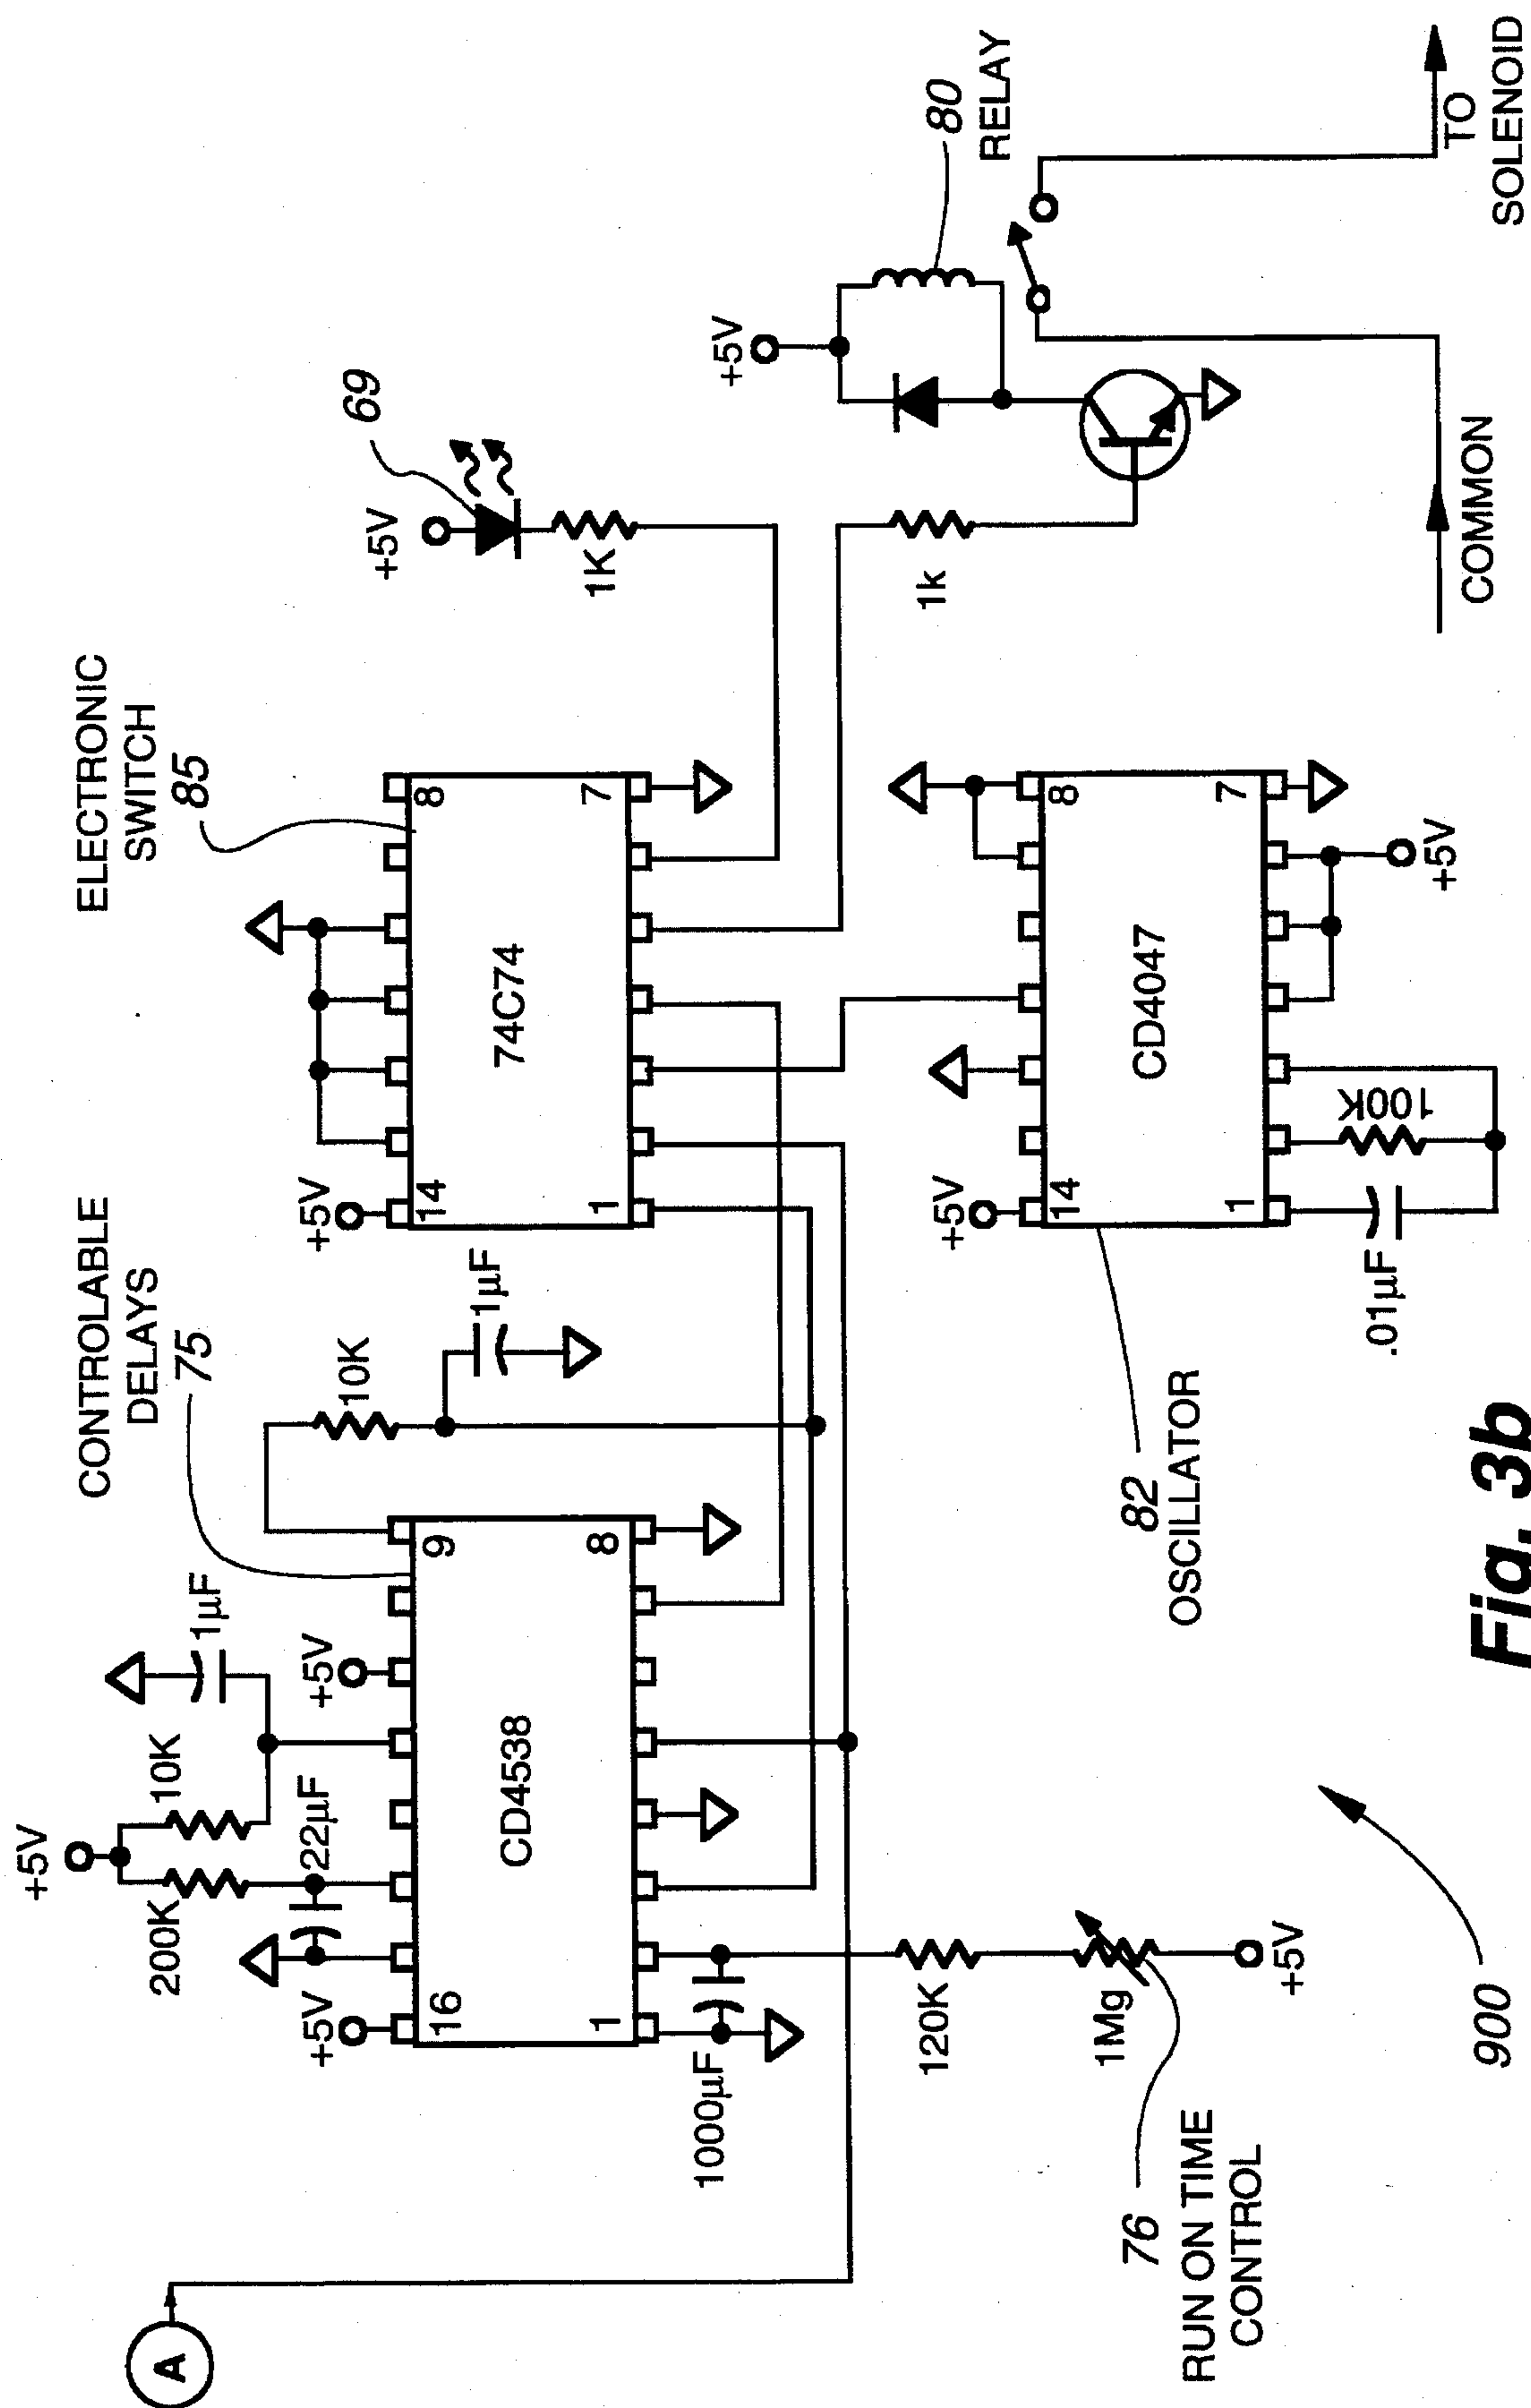 A
CONTROLABLE
DELAYS
75
ELECTRONIC
SWITCH
85
+5V
200K
10K
1µF
22µF
+5V
+5V
16
9
CD4538
1
8
10K
1µF
+5V
14
8
74C74
1
7
+5V
69
1K
+5V
80
RELAY
1k
1000µF
120K
1Mg
76
RUN ON TIME
CONTROL
+5V
82
OSCILLATOR
+5V
14
8
CD4047
1
7
.01µF
100K
+5V
COMMON
TO
SOLENOID
900
Fig. 3b